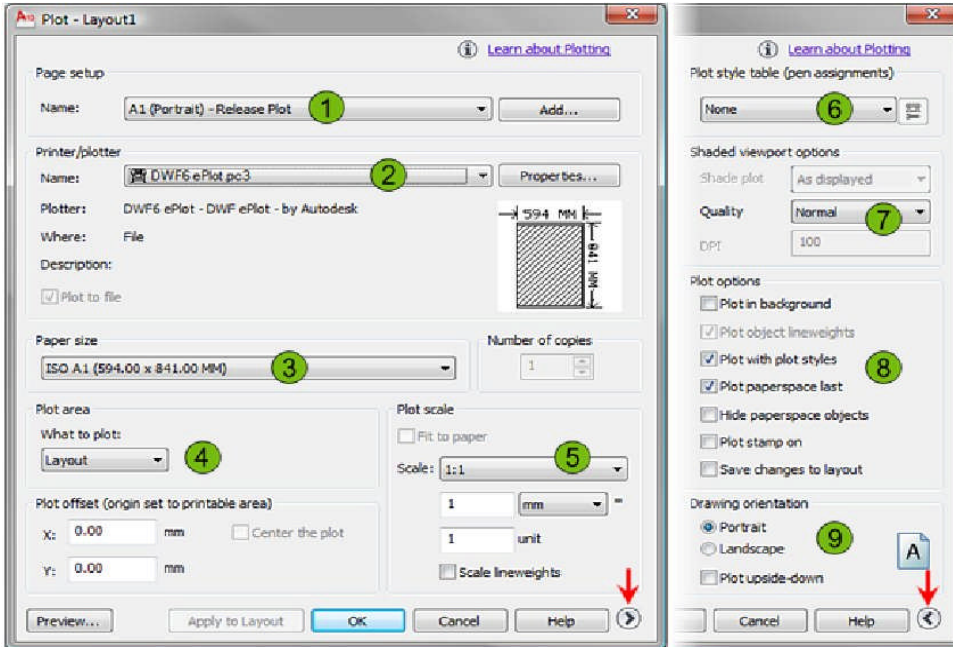 A10 Plot - Layout1
Learn about Plotting
Page setup
Name: A1 (Portrait) - Release Plot 1 Add...
Printer/plotter
Name: DWF6 ePlot.pc3 2 Properties...
Plotter: DWF6 ePlot - DWF ePlot - by Autodesk
Where: File
Description:
Plot to file
594 MM
841 MM
Paper size
ISO A1 (594.00 x 841.00 MM) 3
Number of copies
1
Plot area
What to plot:
Layout 4
Plot offset (origin set to printable area)
X: 0.00 mm Center the plot
Y: 0.00 mm
Plot scale
Fit to paper
5
Scale: 1:1
1 mm =
1 unit
Scale lineweights
Preview... Apply to Layout OK Cancel Help
Learn about Plotting
Plot style table (pen assignments)
None 6
Shaded viewport options
Shade plot As displayed
Quality Normal 7
DPI 100
Plot options
Plot in background
Plot object lineweights
Plot with plot styles 8
Plot paperspace last
Hide paperspace objects
Plot stamp on
Save changes to layout
Drawing orientation
Portrait 9
Landscape A
Plot upside-down
Cancel Help